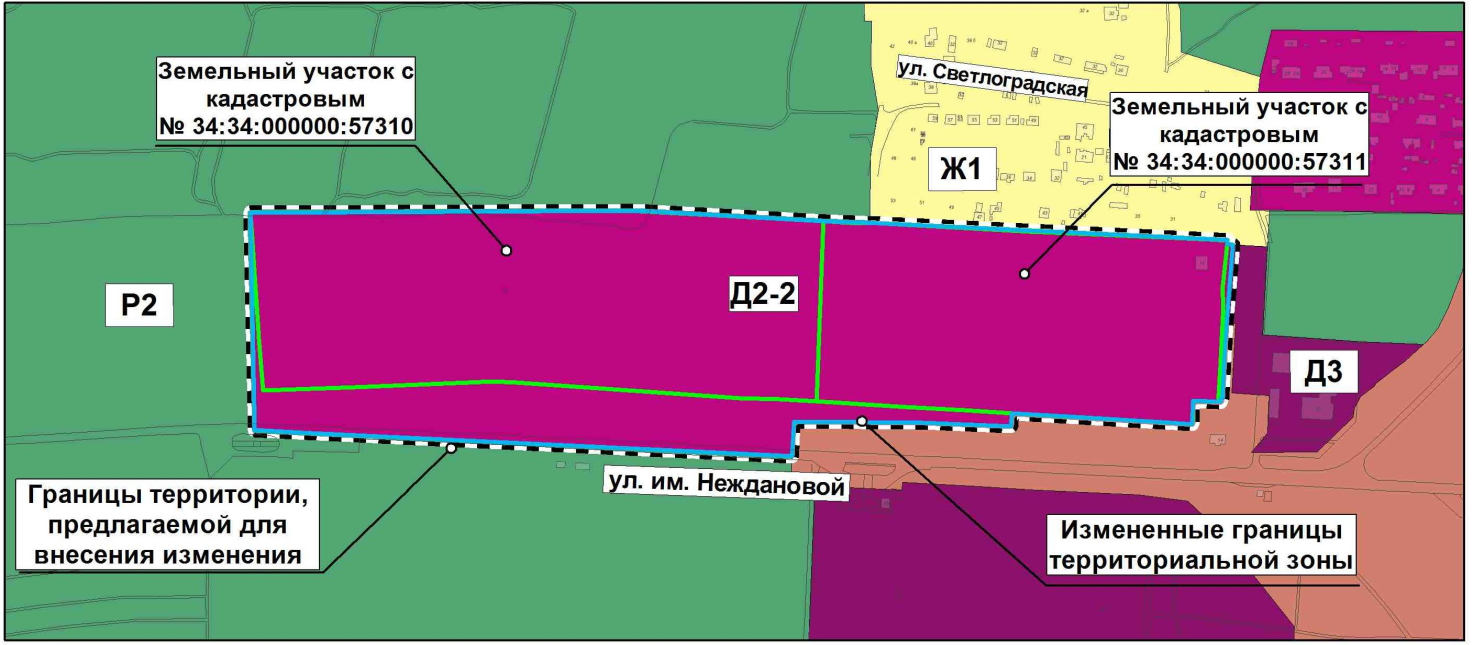 Земельный участок с
кадастровым
№ 34:34:000000:57310
ул. Светлоградская
Земельный участок с
кадастровым
№ 34:34:000000:57311
Ж1
Р2
Д2-2
Д3
ул. им. Неждановой
Границы территории,
предлагаемой для
внесения изменения
Измененные границы
территориальной зоны